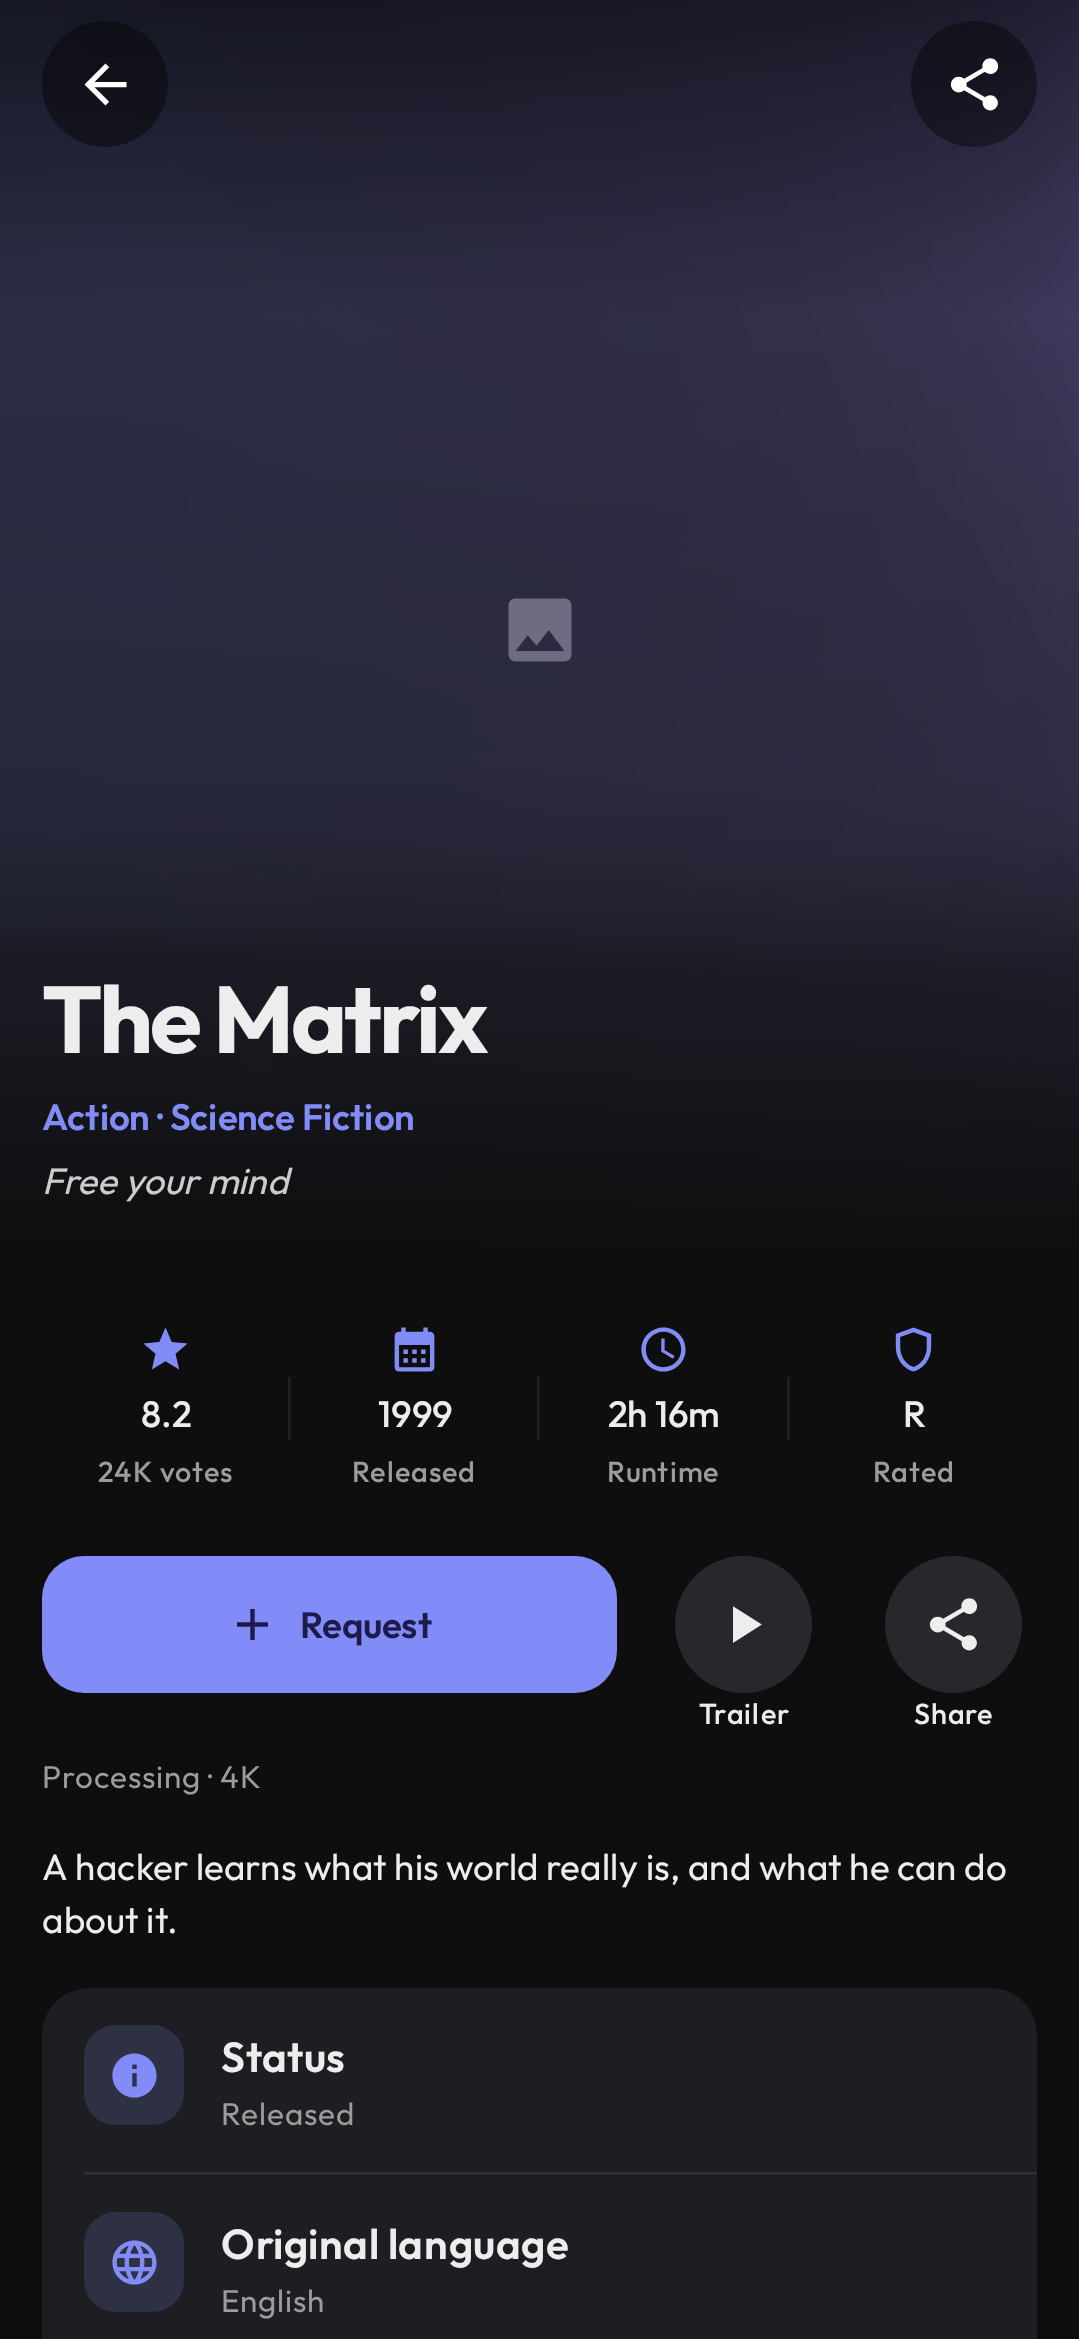 The Matrix
Action · Science Fiction
Free your mind
8.2
24K votes
1999
Released
2h 16m
Runtime
R
Rated
Request
Trailer
Share
Processing · 4K
A hacker learns what his world really is, and what he can do
about it.
Status
Released
Original language
English